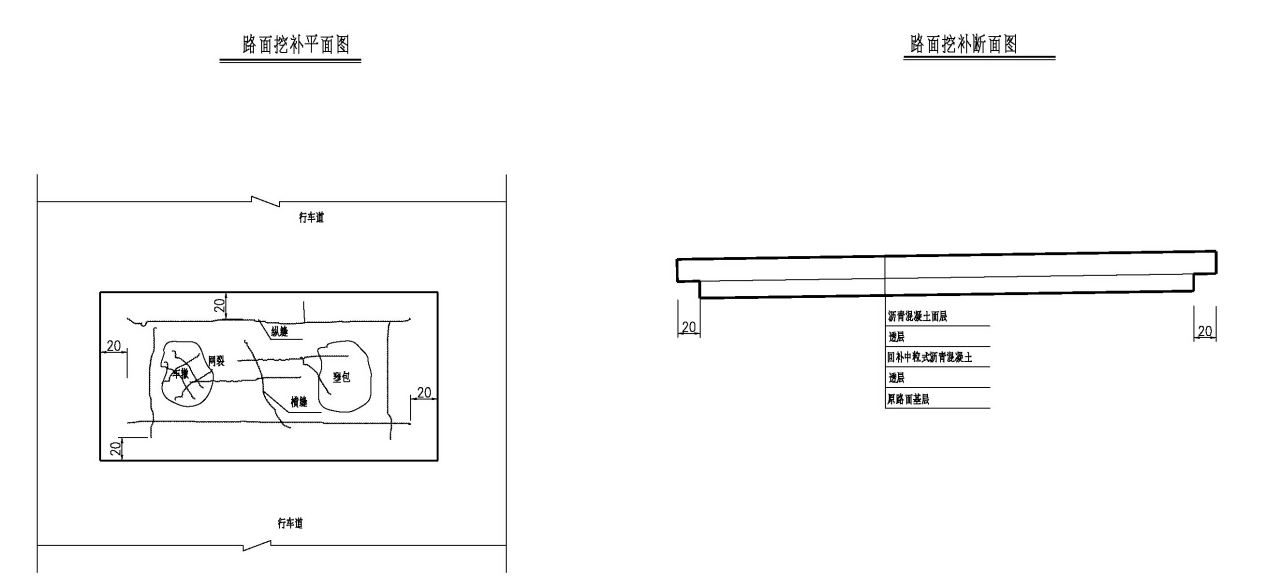 路面挖补平面图
路面挖补断面图
行车道
20
纵缝
20
网裂
车辙
壅包
横缝
20
20
行车道
20
20
沥青混凝土面层
透层
回补中粒式沥青混凝土
透层
原路面基层